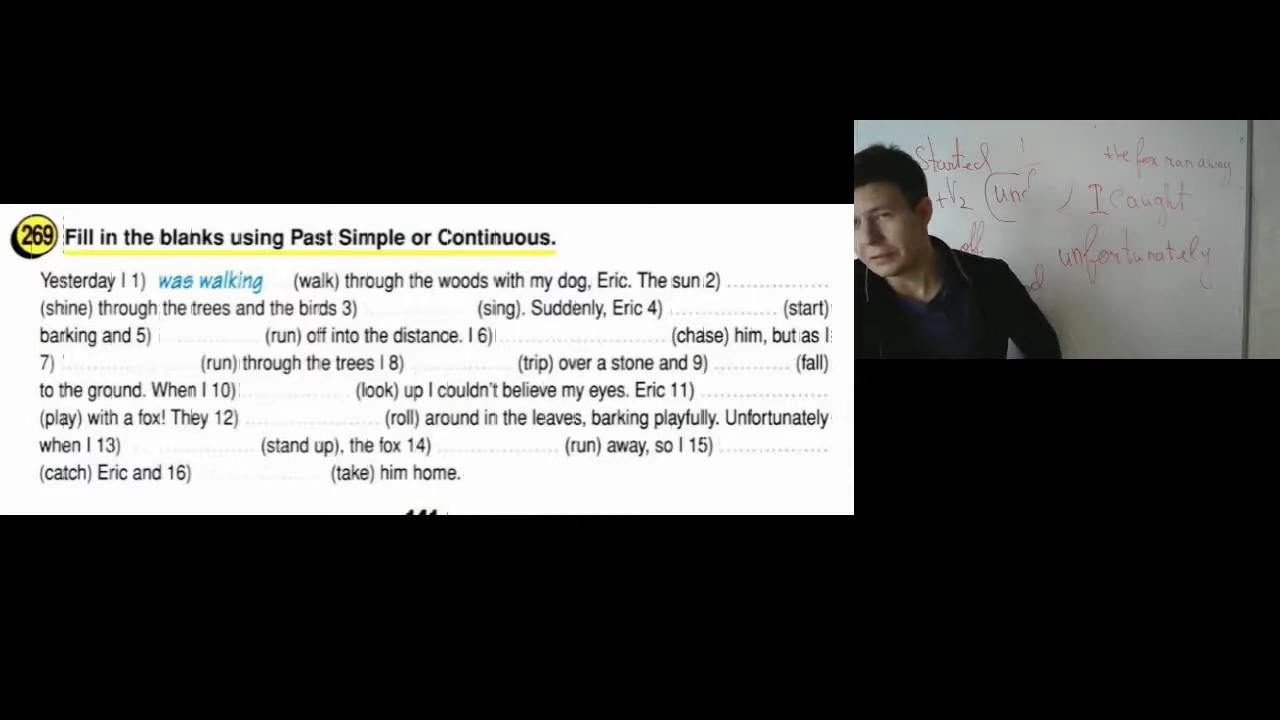 269 Fill in the blanks using Past Simple or Continuous.
Yesterday I 1) was walking (walk) through the woods with my dog, Eric. The sun 2) ..................
(shine) through the trees and the birds 3) .................. (sing). Suddenly, Eric 4) .................. (start)
barking and 5) .................. (run) off into the distance. I 6) .................. (chase) him, but as I
7) .................. (run) through the trees I 8) .................. (trip) over a stone and 9) .................. (fall)
to the ground. When I 10) .................. (look) up I couldn't believe my eyes. Eric 11) ..................
(play) with a fox! They 12) .................. (roll) around in the leaves, barking playfully. Unfortunately
when I 13) .................. (stand up), the fox 14) .................. (run) away, so I 15) ..................
(catch) Eric and 16) .................. (take) him home.
started
the fox ran away
+V2
I caught
unfortunately